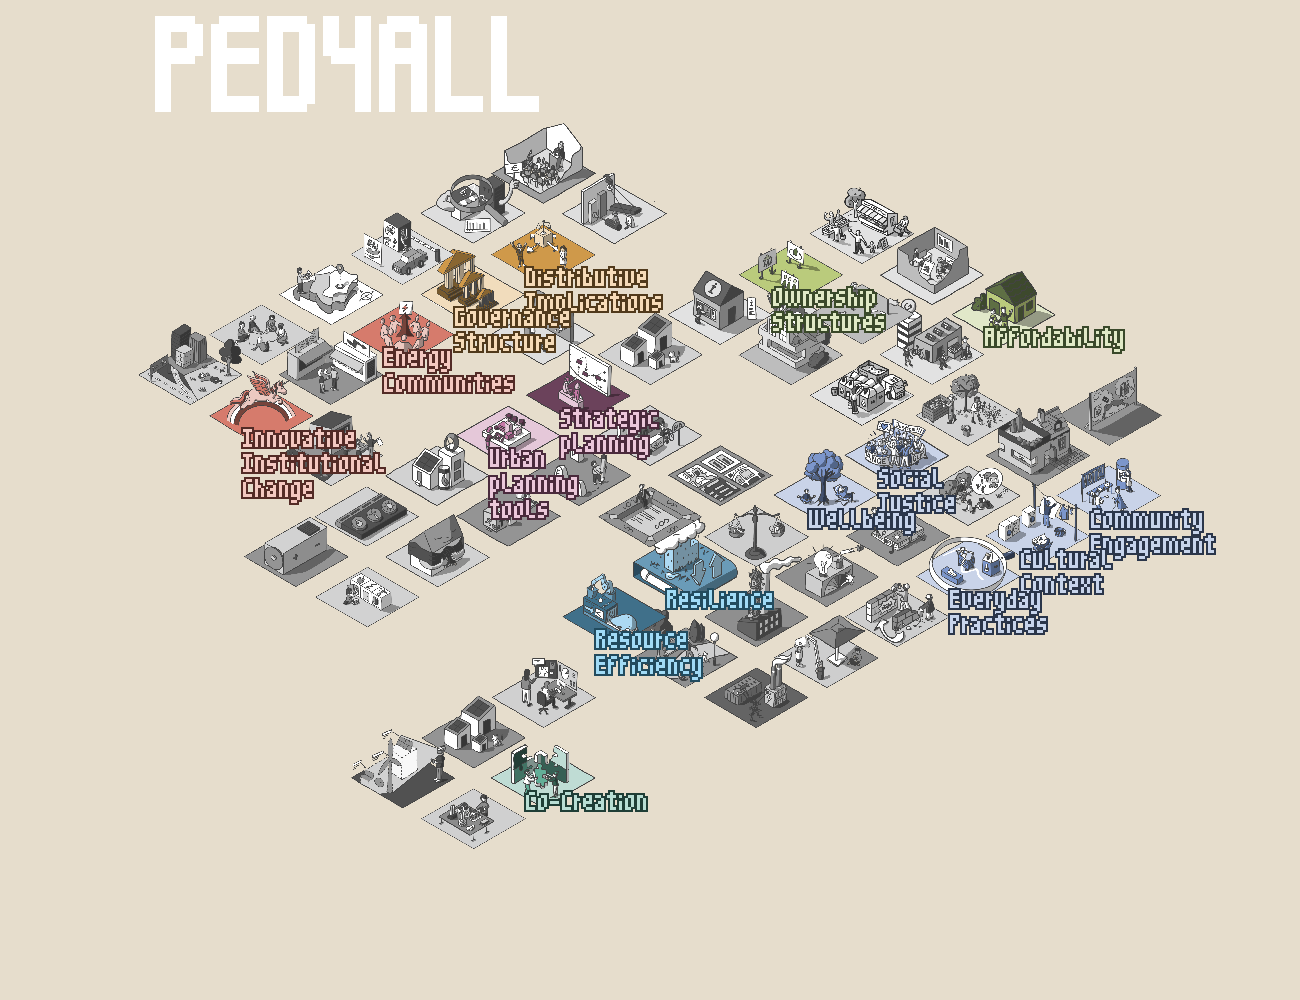 PED4ALL
Distributive
Implications
Governance
Structure
Ownership
Structures
Affordability
Energy
Communities
Innovative
Institutional
Change
Strategic
planning
Urban
planning
tools
Social
Justice
Wellbeing
Community
Engagement
Cultural
Context
Everyday
Practices
Resilience
Resource
Efficiency
Co-Creation